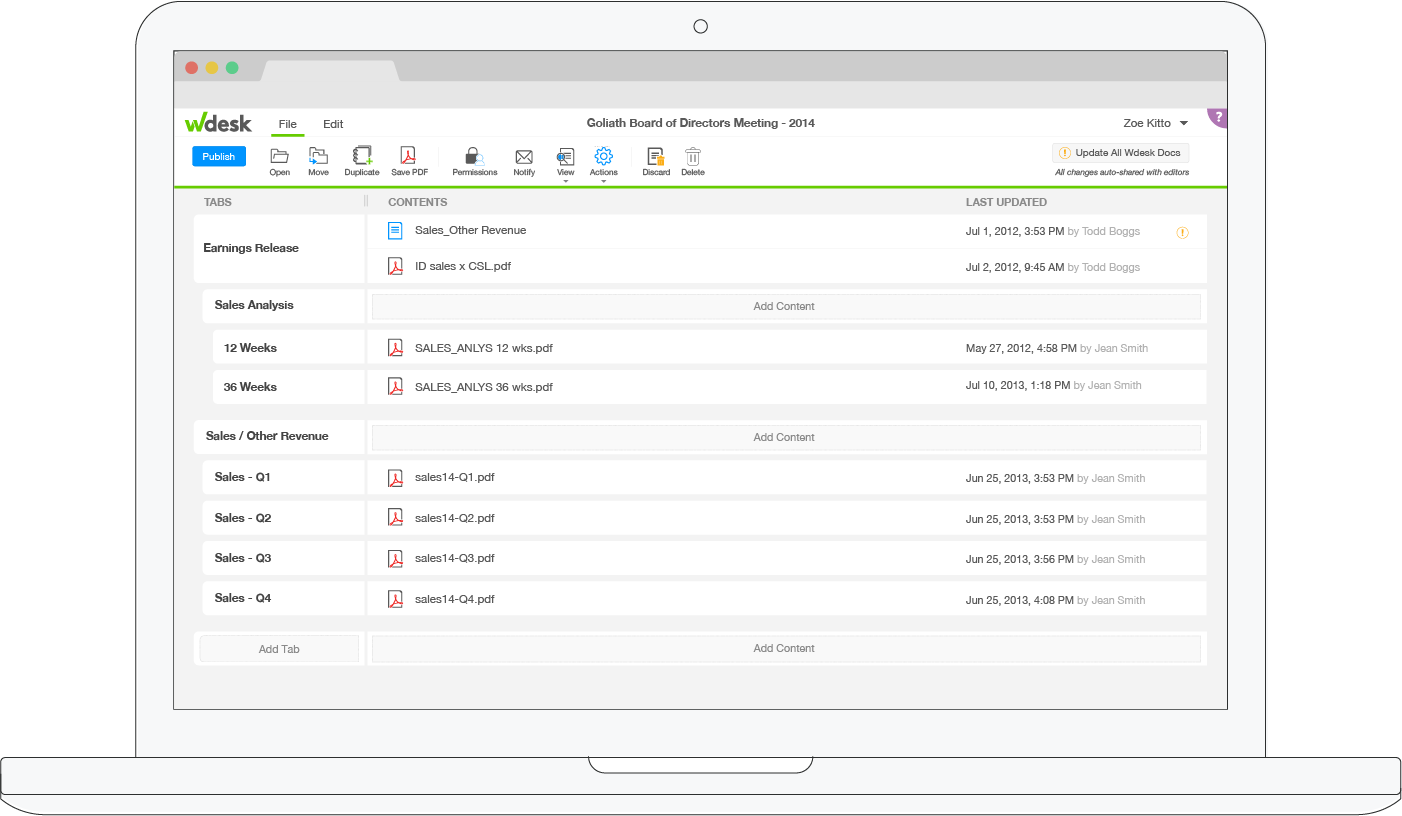 wdesk
File
Edit
Goliath Board of Directors Meeting - 2014
Zoe Kitto
?
Publish
Open
Move
Duplicate
Save PDF
Permissions
Notify
View
Actions
Discard
Delete
! Update All Wdesk Docs
All changes auto-shared with editors
TABS
CONTENTS
LAST UPDATED
Earnings Release
Sales_Other Revenue
Jul 1, 2012, 3:53 PM by Todd Boggs
!
ID sales x CSL.pdf
Jul 2, 2012, 9:45 AM by Todd Boggs
Sales Analysis
Add Content
12 Weeks
SALES_ANLYS 12 wks.pdf
May 27, 2012, 4:58 PM by Jean Smith
36 Weeks
SALES_ANLYS 36 wks.pdf
Jul 10, 2013, 1:18 PM by Jean Smith
Sales / Other Revenue
Add Content
Sales - Q1
sales14-Q1.pdf
Jun 25, 2013, 3:53 PM by Jean Smith
Sales - Q2
sales14-Q2.pdf
Jun 25, 2013, 3:53 PM by Jean Smith
Sales - Q3
sales14-Q3.pdf
Jun 25, 2013, 3:56 PM by Jean Smith
Sales - Q4
sales14-Q4.pdf
Jun 25, 2013, 4:08 PM by Jean Smith
Add Tab
Add Content